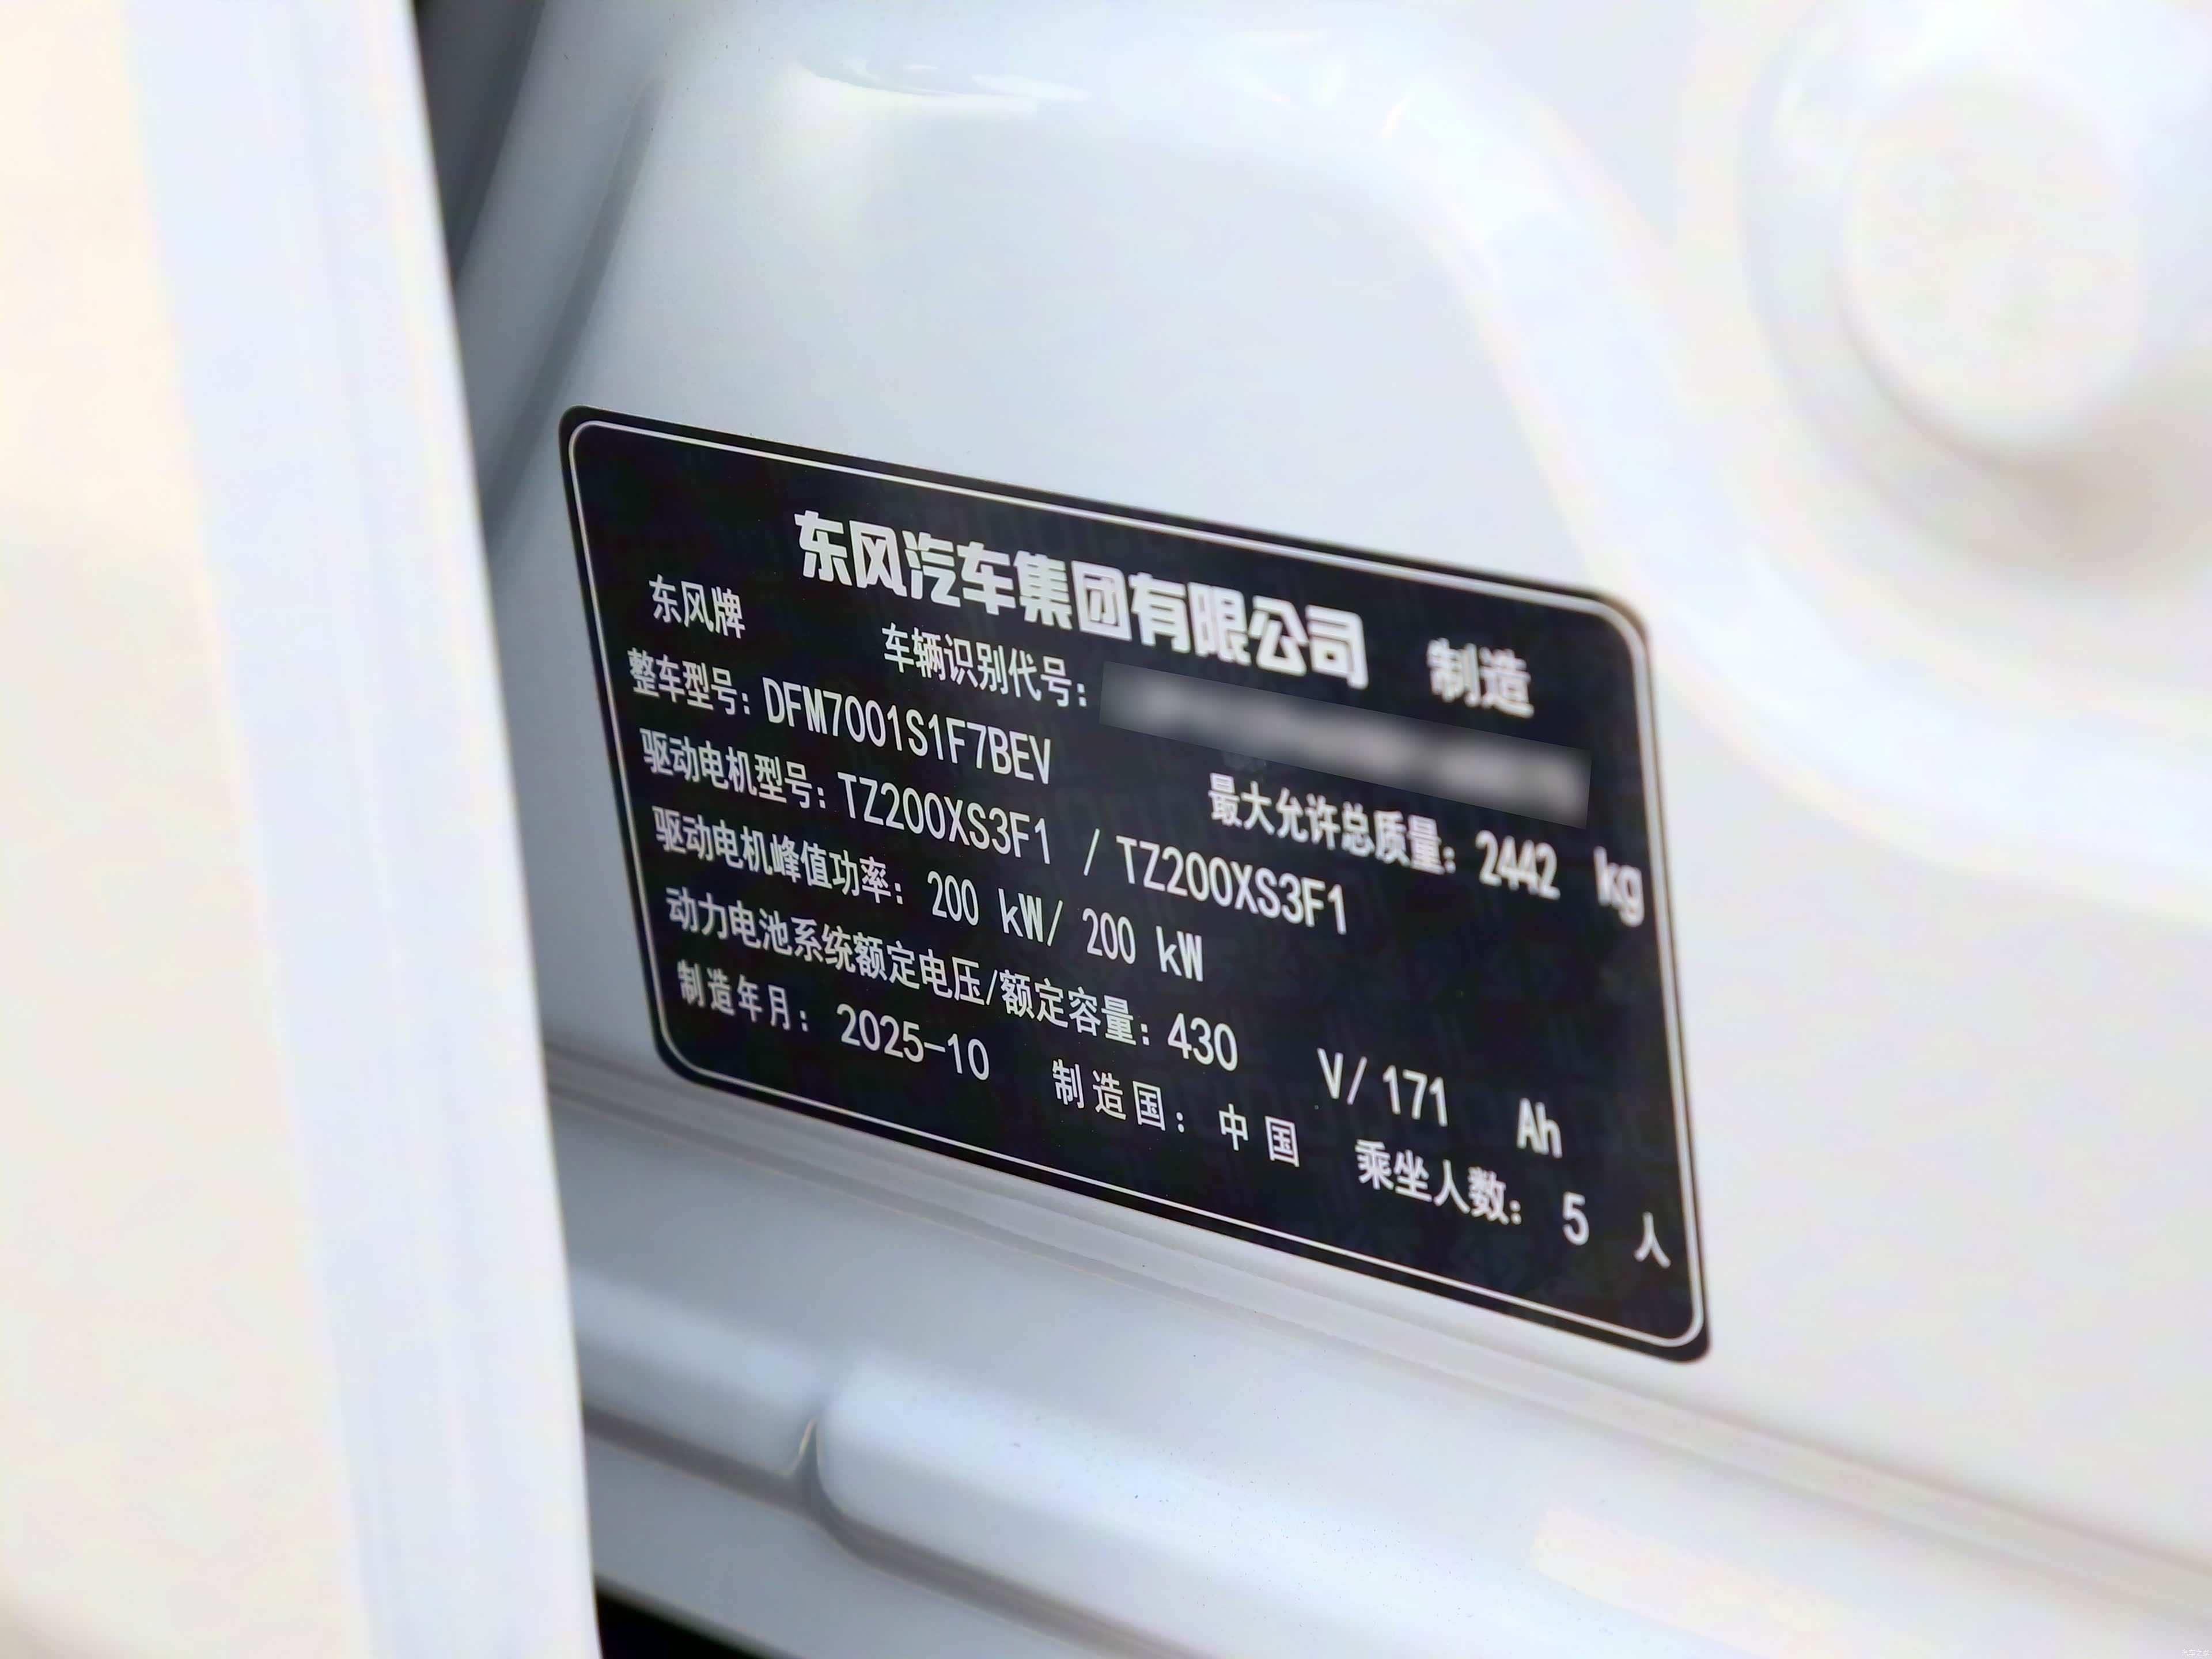 东风汽车集团有限公司 制造
东风牌 车辆识别代号:
整车型号: DFM7001S1F7BEV 最大允许总质量: 2442 kg
驱动电机型号: TZ200XS3F1 / TZ200XS3F1
驱动电机峰值功率: 200 kW/ 200 kW
动力电池系统额定电压/额定容量: 430 V/ 171 Ah
制造年月: 2025-10 制造国: 中国 乘坐人数: 5 人